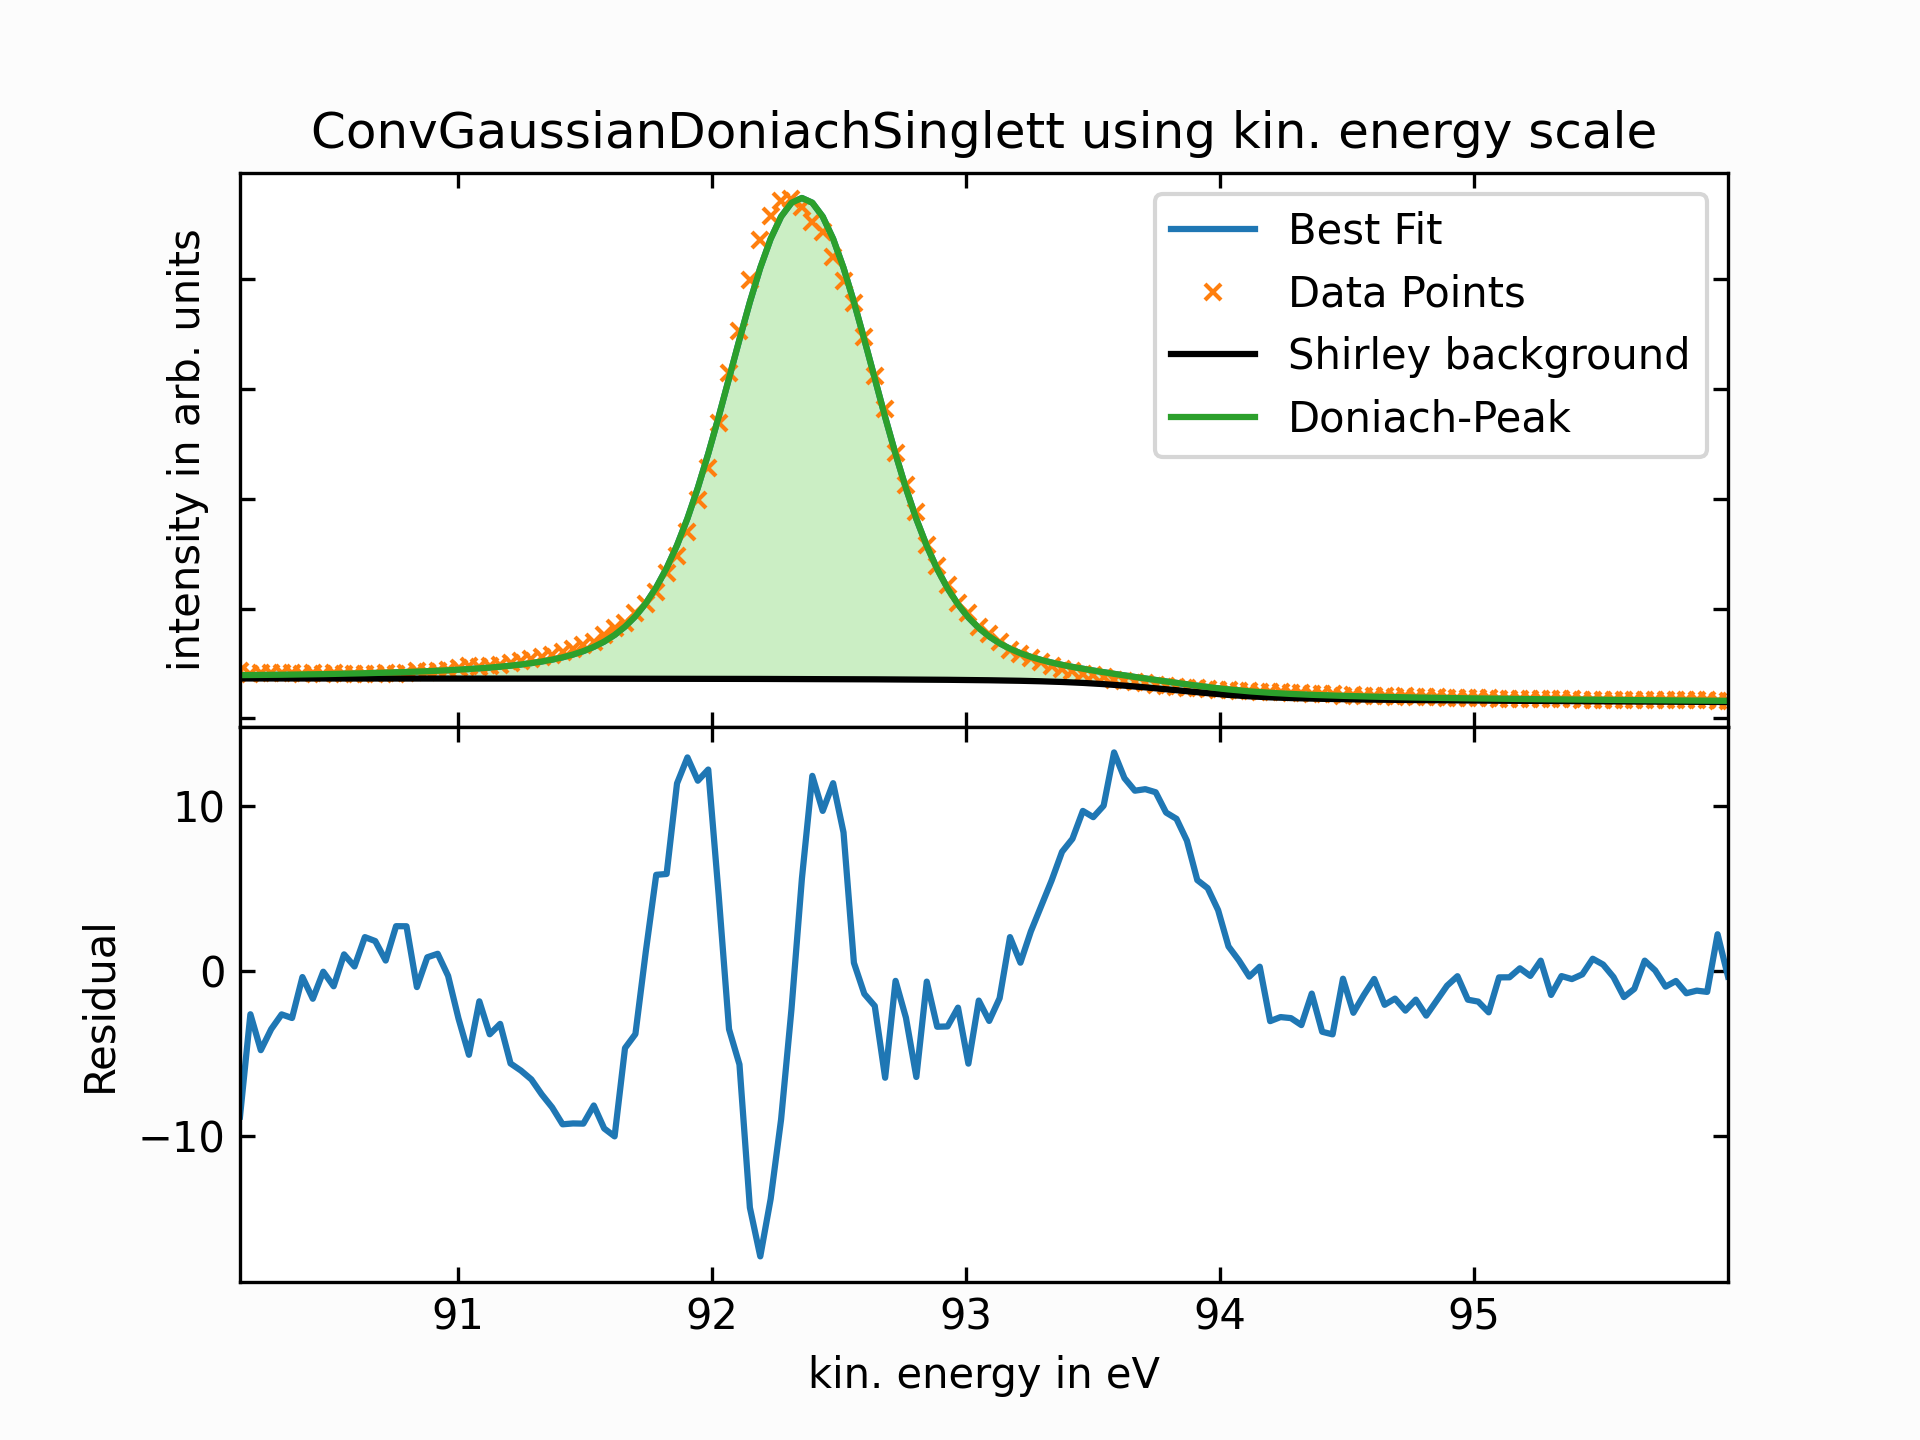 ConvGaussianDoniachSinglett using kin. energy scale
intensity in arb. units
Best Fit
Data Points
Shirley background
Doniach-Peak
Residual
10
0
−10
91
92
93
94
95
kin. energy in eV